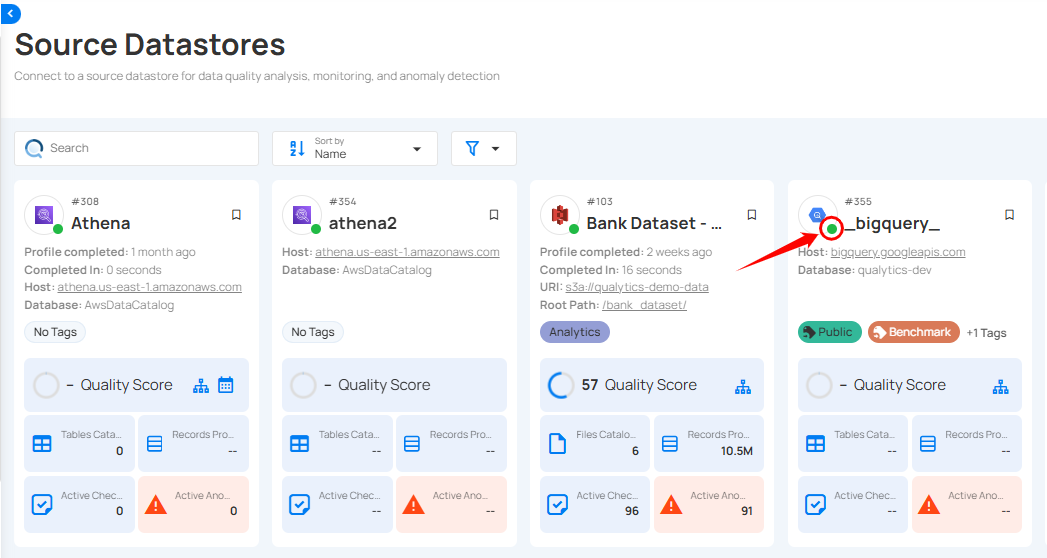 Source Datastores
Connect to a source datastore for data quality analysis, monitoring, and anomaly detection
Search
Sort by
Name
#308
Athena
Profile completed: 1 month ago
Completed In: 0 seconds
Host: athena.us-east-1.amazonaws.com
Database: AwsDataCatalog
No Tags
– Quality Score
Tables Cata...
0
Records Pro...
--
Active Chec...
0
Active Ano...
0
#354
athena2
Host: athena.us-east-1.amazonaws.com
Database: AwsDataCatalog
No Tags
– Quality Score
Tables Cata...
--
Records Pro...
--
Active Chec...
--
Active Ano...
--
#103
Bank Dataset - ...
Profile completed: 2 weeks ago
Completed In: 16 seconds
URI: s3a://qualytics-demo-data
Root Path: /bank_dataset/
Analytics
57 Quality Score
Files Catalo...
6
Records Pro...
10.5M
Active Chec...
96
Active Ano...
91
#355
_bigquery_
Host: bigquery.googleapis.com
Database: qualytics-dev
Public
Benchmark
+1 Tags
– Quality Score
Tables Cata...
--
Records Pro...
--
Active Chec...
--
Active Ano...
--